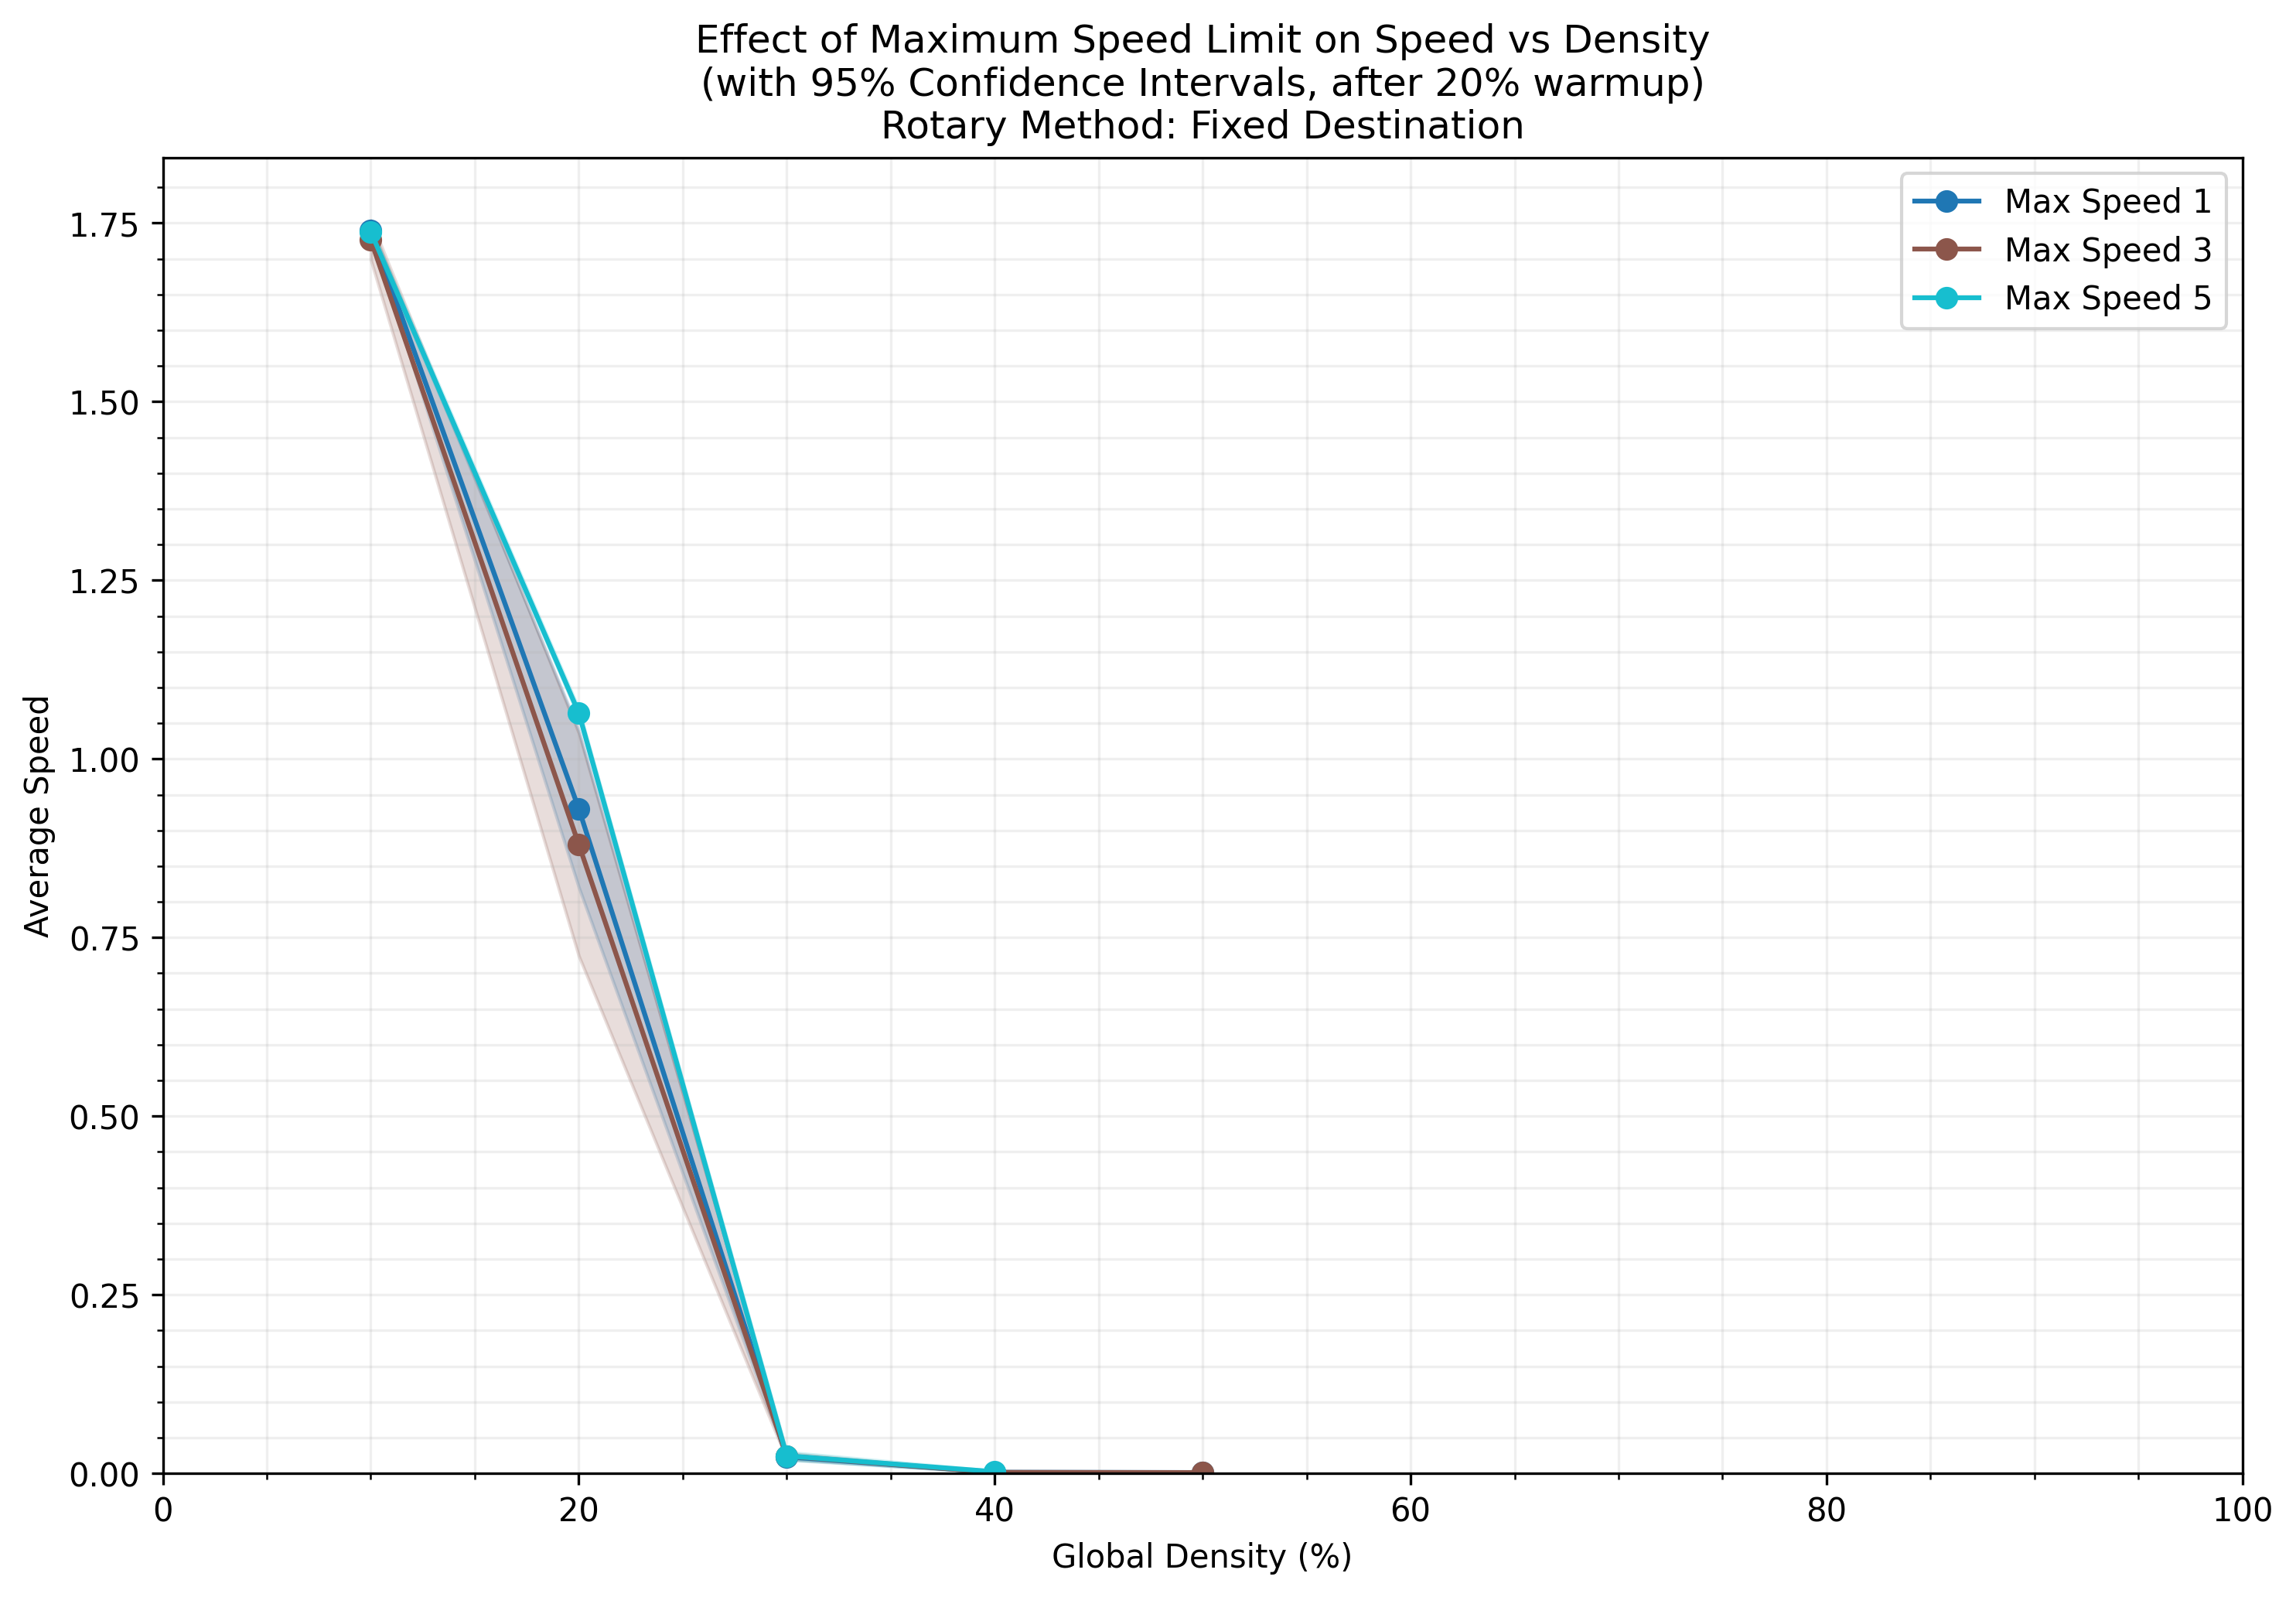 Effect of Maximum Speed Limit on Speed vs Density
(with 95% Confidence Intervals, after 20% warmup)
Rotary Method: Fixed Destination
Max Speed 1
Max Speed 3
Max Speed 5
Average Speed
1.75
1.50
1.25
1.00
0.75
0.50
0.25
0.00
0
20
40
60
80
100
Global Density (%)